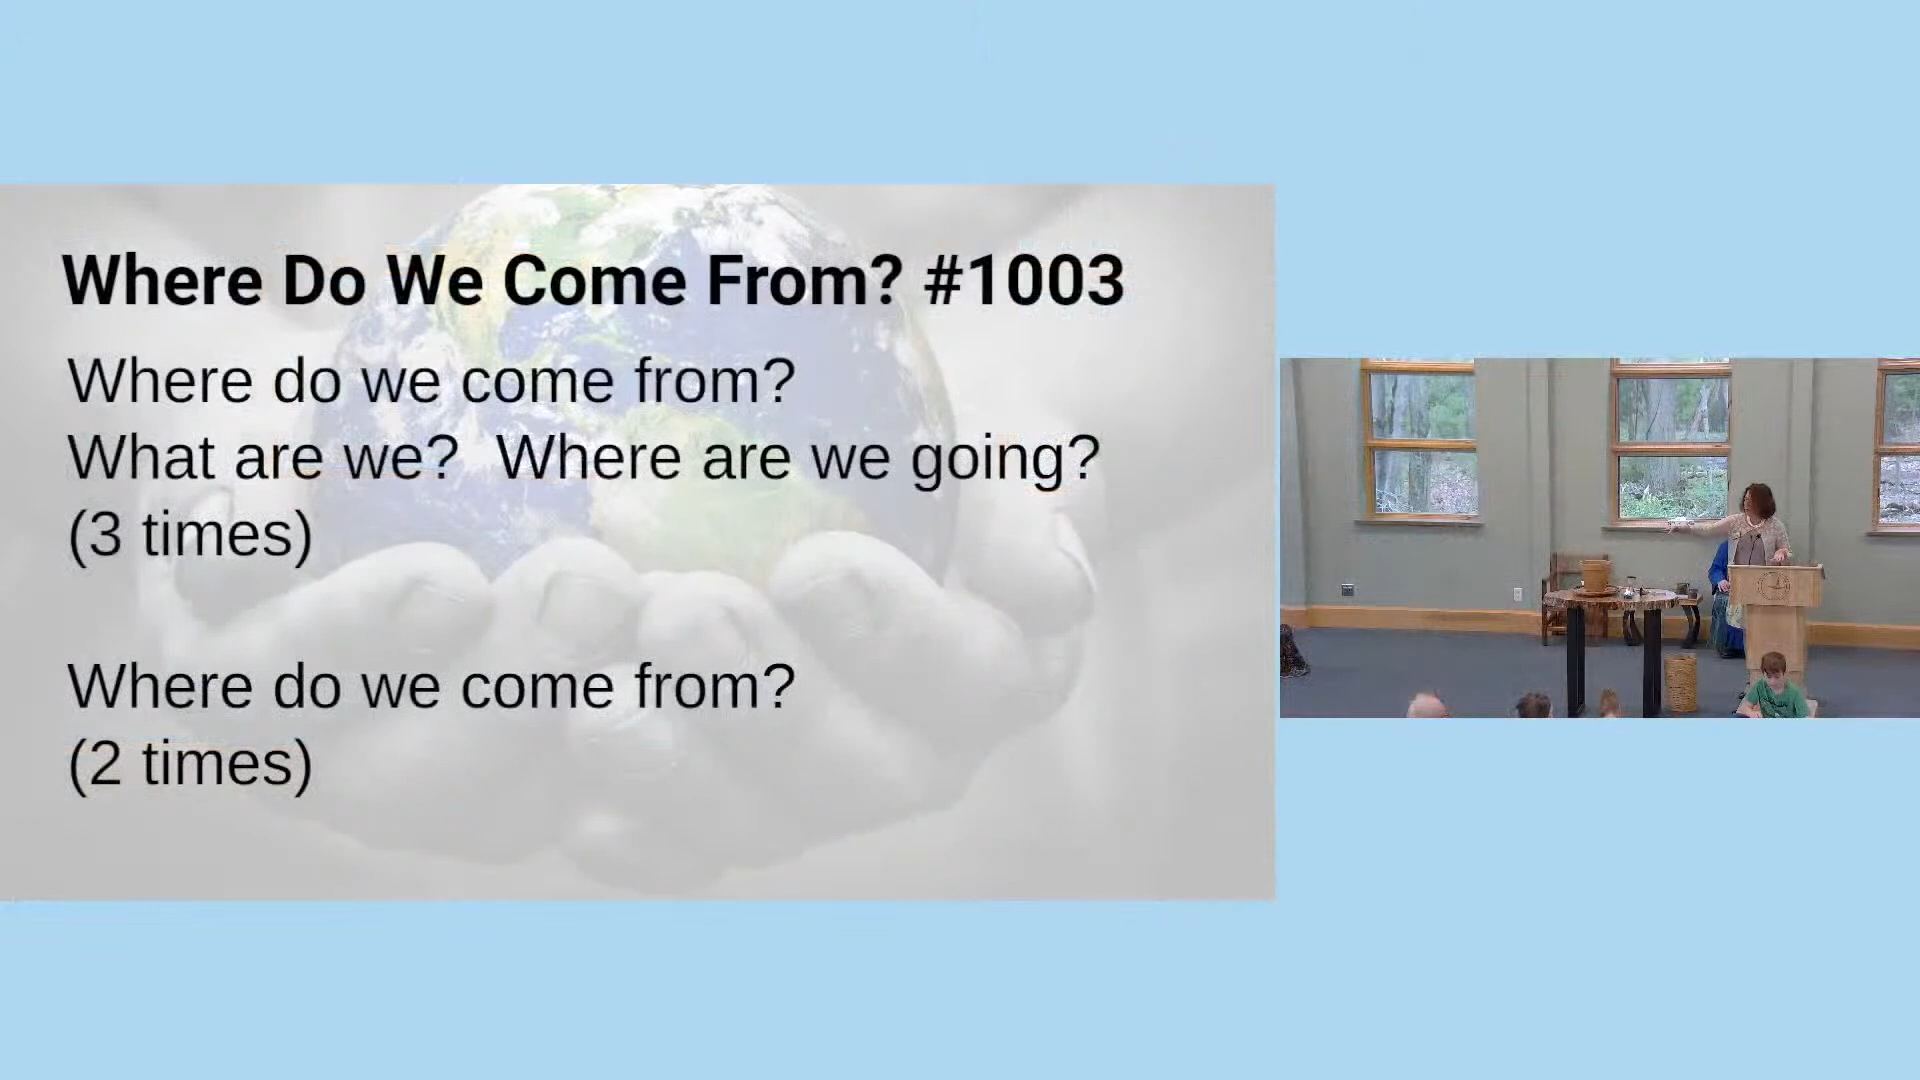 Where Do We Come From? #1003
Where do we come from?
What are we?  Where are we going?
(3 times)
Where do we come from?
(2 times)